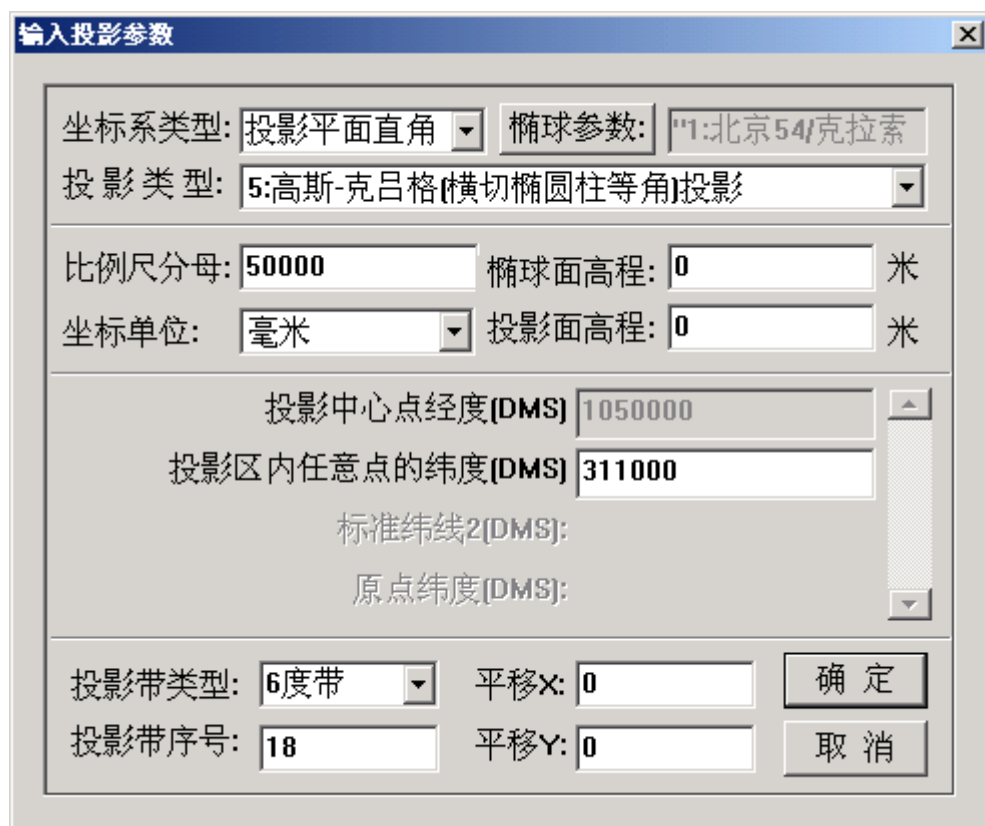 输入投影参数
坐标系类型: 投影平面直角 椭球参数: "1:北京54/克拉索
投影类型: 5:高斯-克吕格(横切椭圆柱等角)投影
比例尺分母: 50000 椭球面高程: 0 米
坐标单位: 毫米 投影面高程: 0 米
投影中心点经度(DMS) 1050000
投影区内任意点的纬度(DMS) 311000
标准纬线2(DMS):
原点纬度(DMS):
投影带类型: 6度带 平移X: 0 确定
投影带序号: 18 平移Y: 0 取消